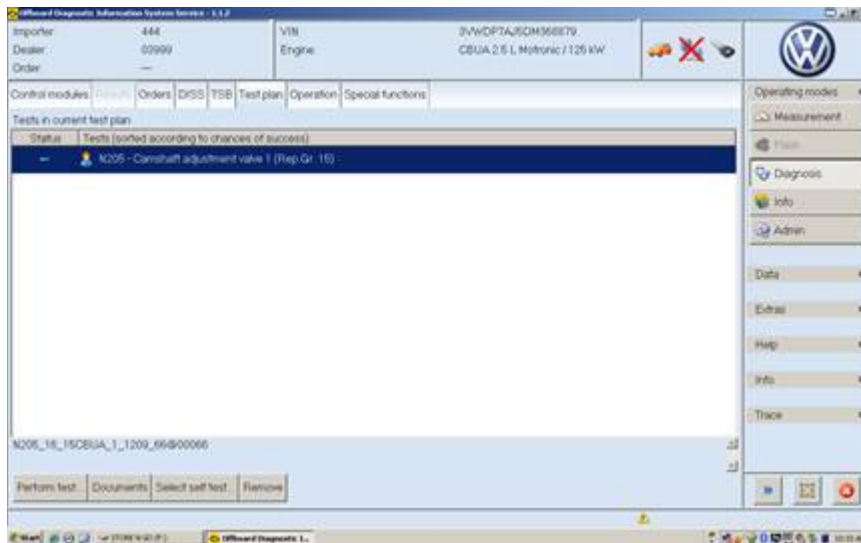 Offboard Diagnostic Information System Service - 1.1.2
Importer: 444 VIN:
Dealer: 03999 Engine: CBUA 2.5 L Motronic / 125 kW
Order: ---
Control modules Results Orders DISS TSB Test plan Operation Special functions
Tests in current test plan
Status Tests (sorted according to chances of success)
N205 - Camshaft adjustment valve 1 (Rep.Gr. 15)
Perform test... Documents Select self test... Remove
Operating modes
Measurement
Flash
Diagnosis
Info
Admin
Data
Extras
Help
Info
Trace
Start
Offboard Diagnostic I...